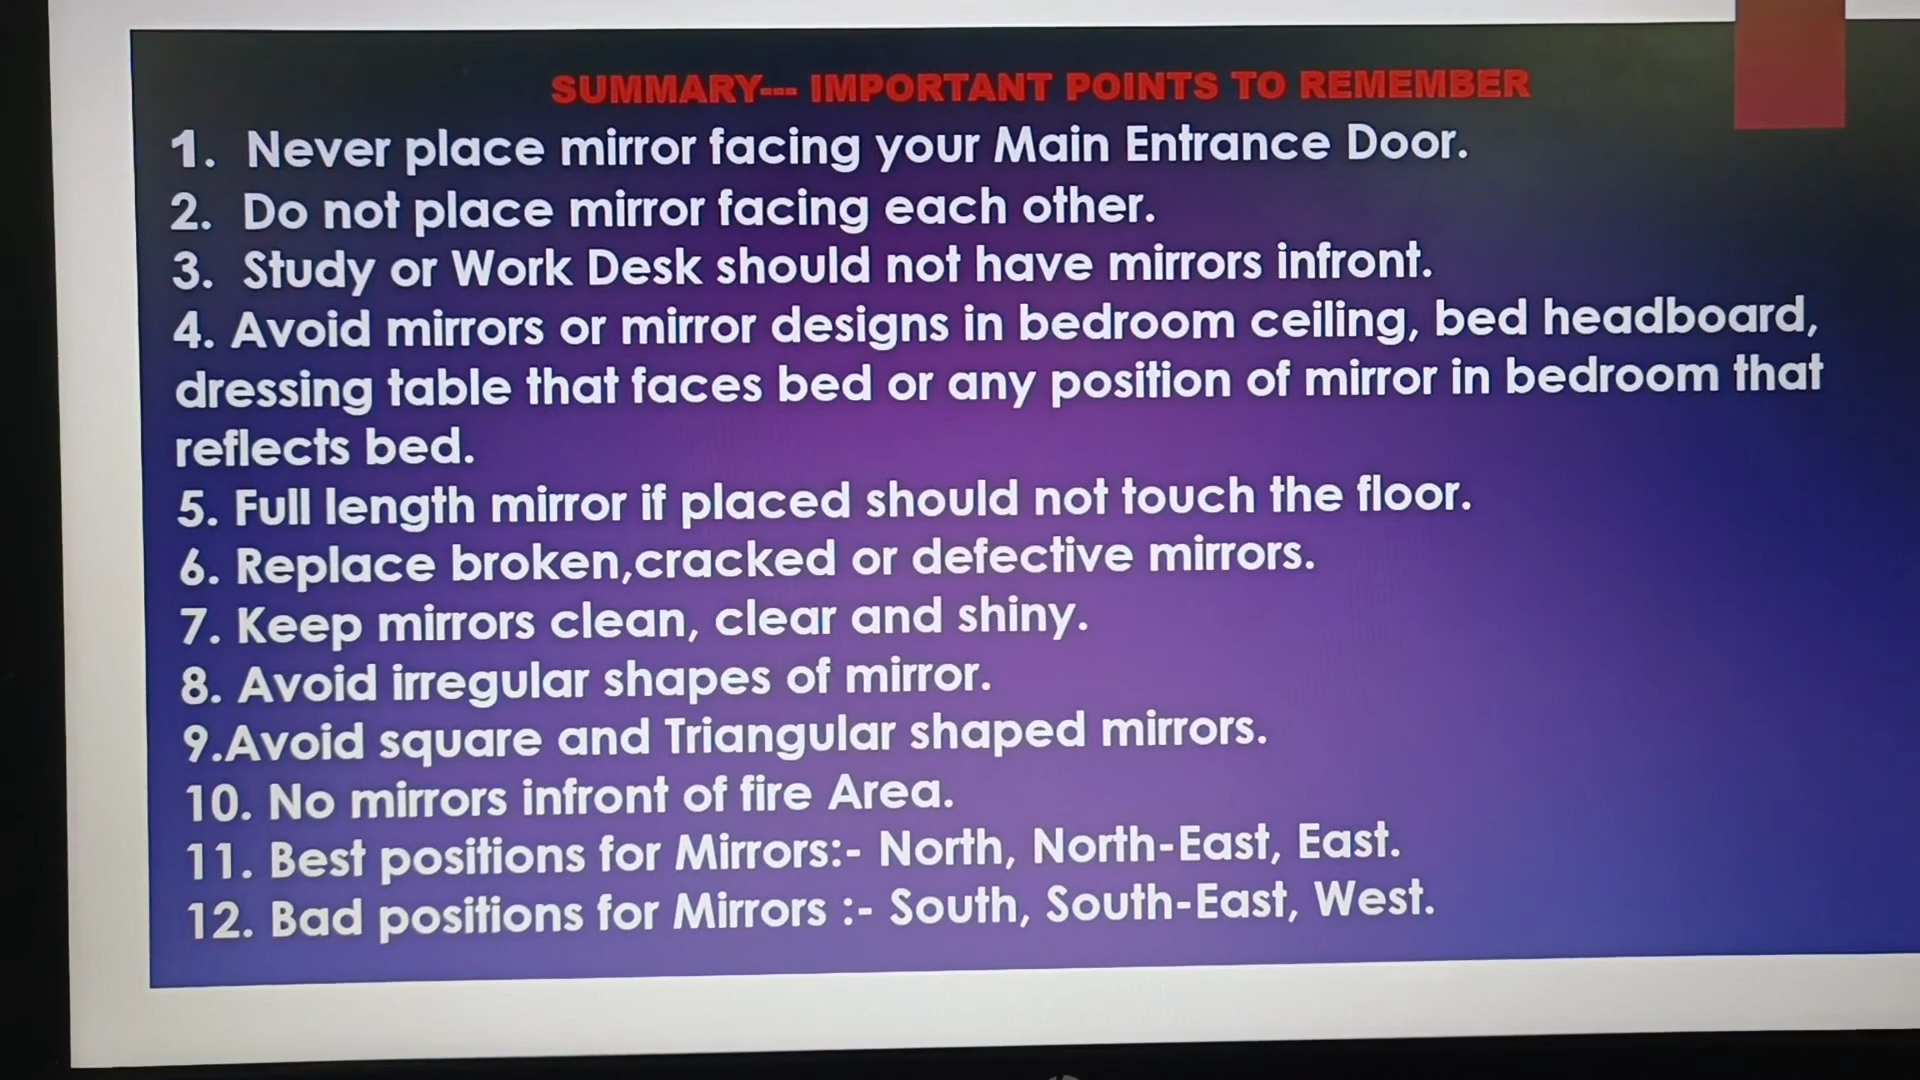 SUMMARY--- IMPORTANT POINTS TO REMEMBER
1. Never place mirror facing your Main Entrance Door.
2. Do not place mirror facing each other.
3. Study or Work Desk should not have mirrors infront.
4. Avoid mirrors or mirror designs in bedroom ceiling, bed headboard,
dressing table that faces bed or any position of mirror in bedroom that
reflects bed.
5. Full length mirror if placed should not touch the floor.
6. Replace broken,cracked or defective mirrors.
7. Keep mirrors clean, clear and shiny.
8. Avoid irregular shapes of mirror.
9.Avoid square and Triangular shaped mirrors.
10. No mirrors infront of fire Area.
11. Best positions for Mirrors:- North, North-East, East.
12. Bad positions for Mirrors :- South, South-East, West.